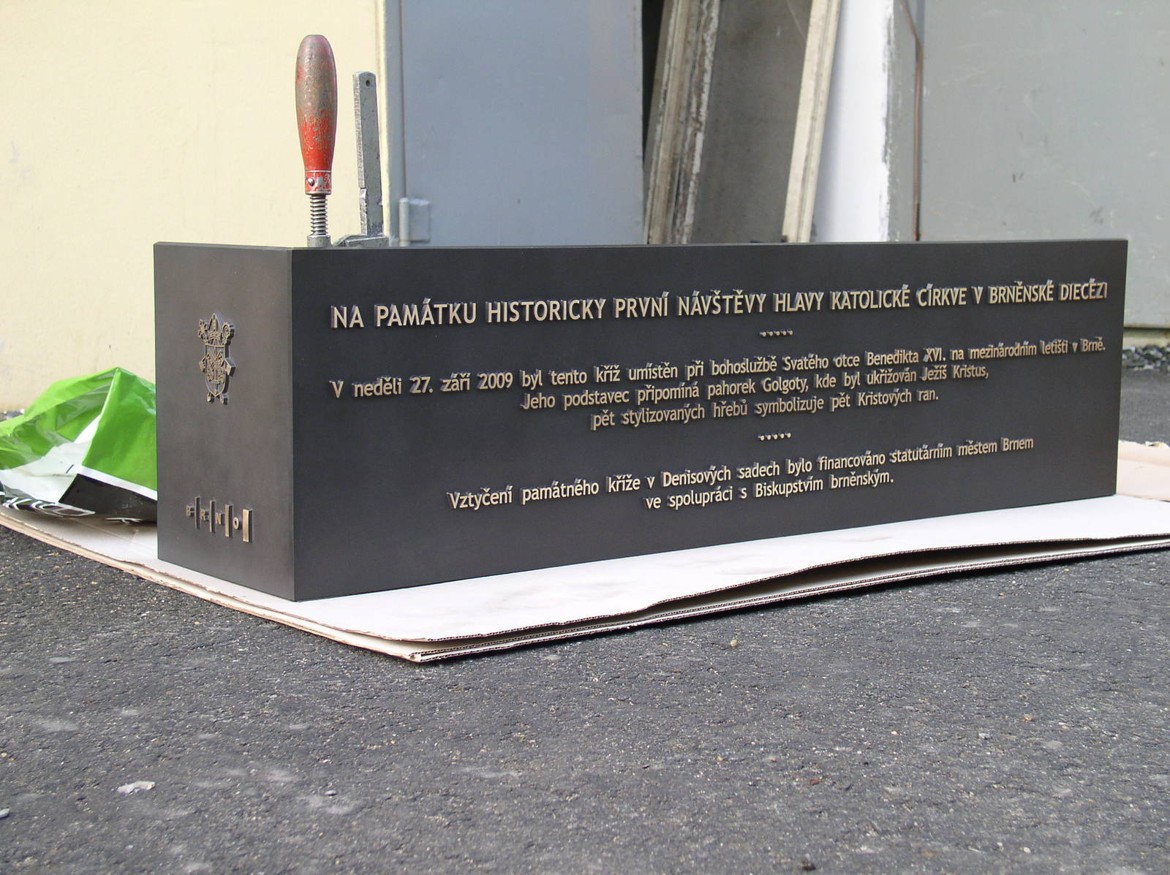 NA PAMÁTKU HISTORICKY PRVNÍ NÁVŠTĚVY HLAVY KATOLICKÉ CÍRKVE V BRNĚNSKÉ DIECÉZI
V neděli 27. září 2009 byl tento kříž umístěn při bohoslužbě Svatého otce Benedikta XVI. na mezinárodním letišti v Brně.
Jeho podstavec připomíná pahorek Golgoty, kde byl ukřižován Ježíš Kristus,
pět stylizovaných hřebů symbolizuje pět Kristových ran.
Vztyčení památného kříže v Denisových sadech bylo financováno statutárním městem Brnem
ve spolupráci s Biskupstvím brněnským.
B R N O